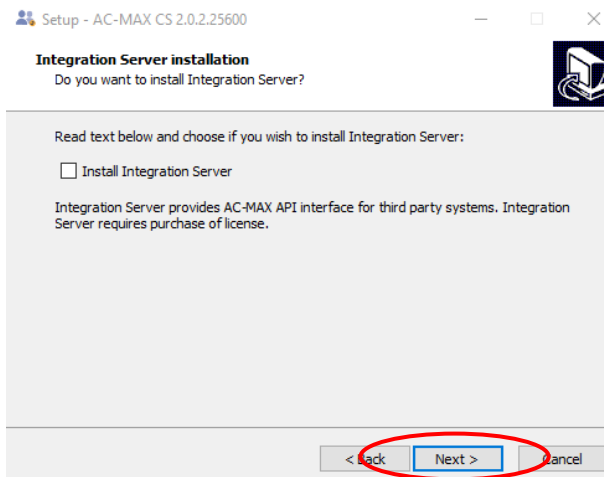 Setup - AC-MAX CS 2.0.2.25600
Integration Server installation
Do you want to install Integration Server?
Read text below and choose if you wish to install Integration Server:
Install Integration Server
Integration Server provides AC-MAX API interface for third party systems. Integration
Server requires purchase of license.
< Back Next > Cancel